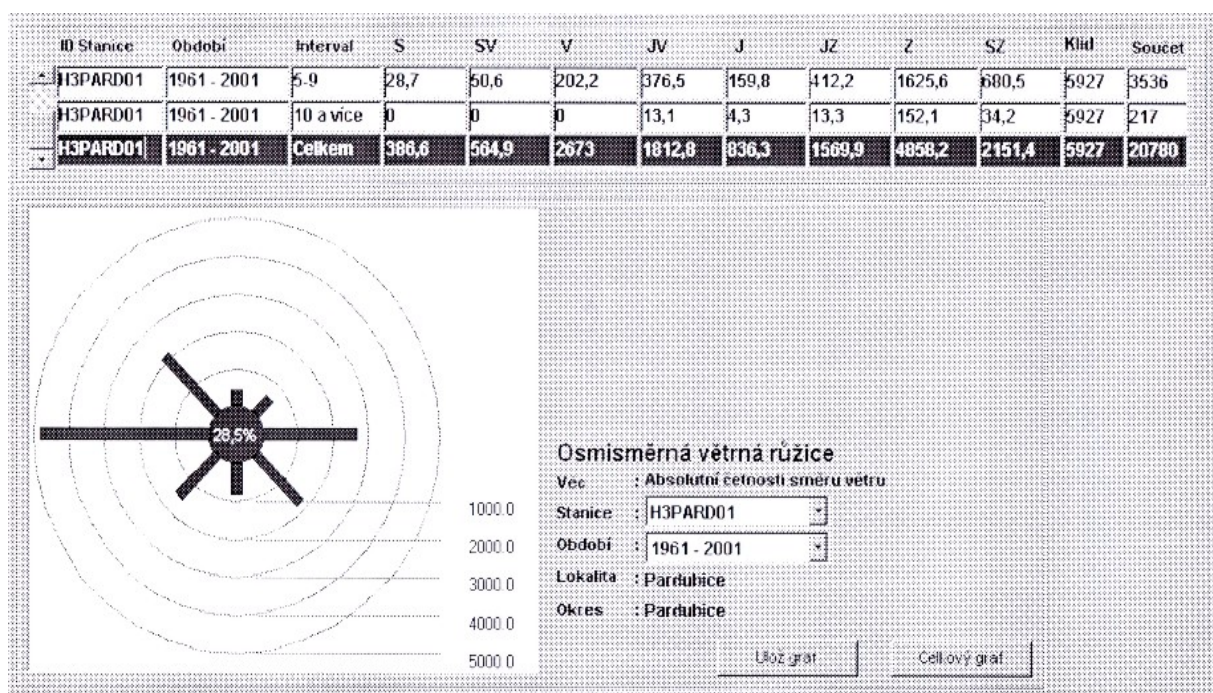 ID Stanice Období Interval S SV V JV J JZ Z SZ Klid Součet
H3PARD01 1961 - 2001 5-9 28,7 50,6 202,2 376,5 159,8 412,2 1625,6 680,5 5927 3536
H3PARD01 1961 - 2001 10 a více 0 0 0 13,1 4,3 13,3 152,1 34,2 5927 217
H3PARD01 1961 - 2001 Celkem 386,6 564,9 2673 1812,8 836,3 1569,9 4858,2 2151,4 5927 20780
28,5%
1000.0
2000.0
3000.0
4000.0
5000.0
Osmisměrná větrná růžice
Vec : Absolutní četnosti směru větru
Stanice : H3PARD01
Období : 1961 - 2001
Lokalita : Pardubice
Okres : Pardubice
Ulož graf Celkový graf